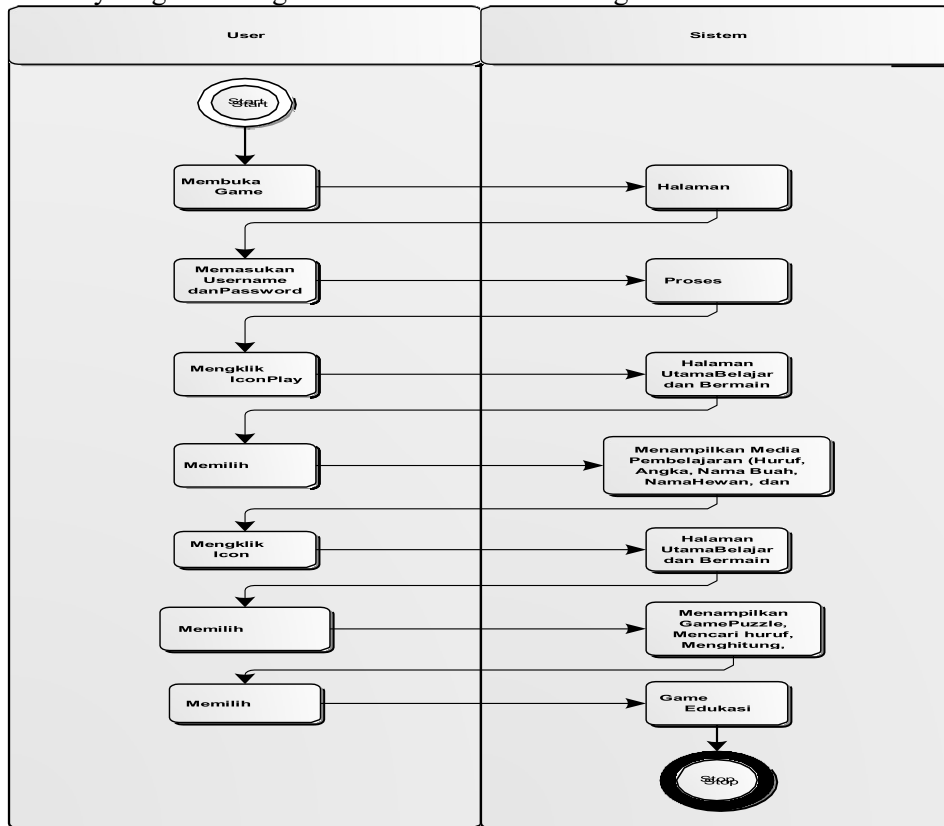 User
Sistem
Start
Membuka
Game
Halaman
Memasukan
Username
danPassword
Proses
Mengklik
IconPlay
Halaman
UtamaBelajar
dan Bermain
Memilih
Menampilkan Media
Pembelajaran (Huruf,
Angka, Nama Buah,
NamaHewan, dan
Mengklik
Icon
Halaman
UtamaBelajar
dan Bermain
Memilih
Menampilkan
GamePuzzle,
Mencari huruf,
Menghitung,
Memilih
Game
Edukasi
Stop